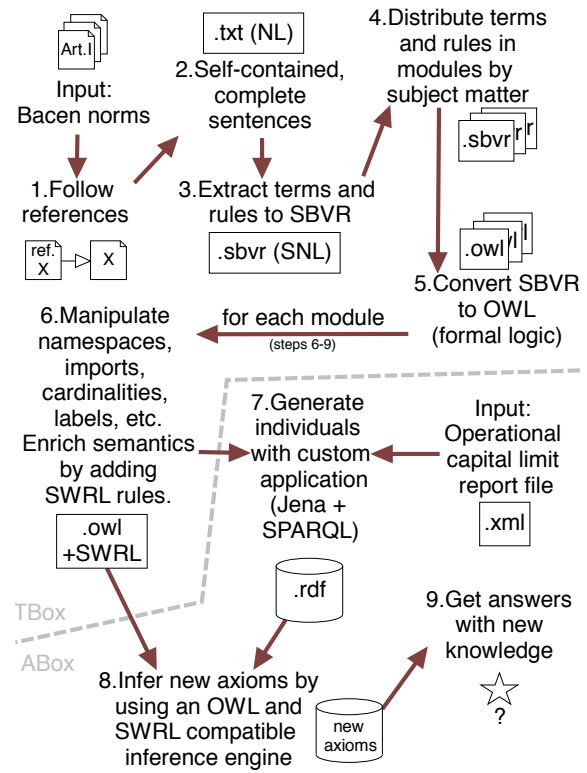 Art.I
Input:
Bacen norms
1.Follow
references
ref.
X
X
.txt (NL)
2.Self-contained,
complete
sentences
3.Extract terms and
rules to SBVR
.sbvr (SNL)
4.Distribute terms
and rules in
modules by
subject matter
.sbvr
r
r
.owl
vl
l
5.Convert SBVR
to OWL
(formal logic)
for each module
(steps 6-9)
6.Manipulate
namespaces,
imports,
cardinalities,
labels, etc.
Enrich semantics
by adding
SWRL rules.
.owl
+SWRL
7.Generate
individuals
with custom
application
(Jena +
SPARQL)
Input:
Operational
capital limit
report file
.xml
.rdf
TBox
ABox
8.Infer new axioms by
using an OWL and
SWRL compatible
inference engine
new
axioms
9.Get answers
with new
knowledge
?